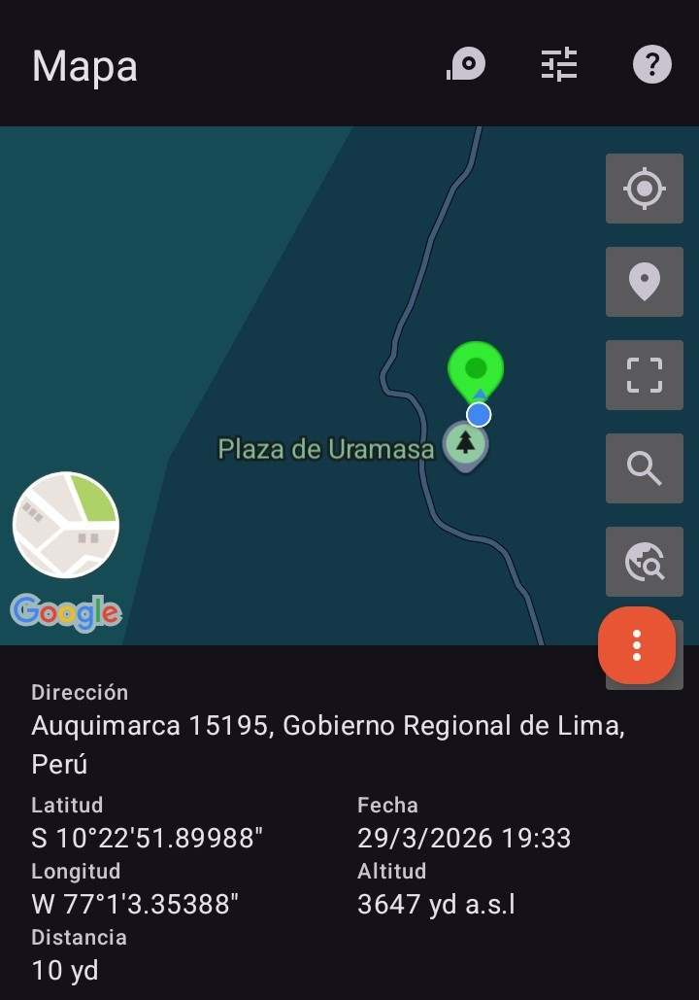 Mapa
Plaza de Uramasa
Google
Dirección
Auquimarca 15195, Gobierno Regional de Lima,
Perú
Latitud
S 10°22'51.89988"
Fecha
29/3/2026 19:33
Longitud
W 77°1'3.35388"
Altitud
3647 yd a.s.l
Distancia
10 yd